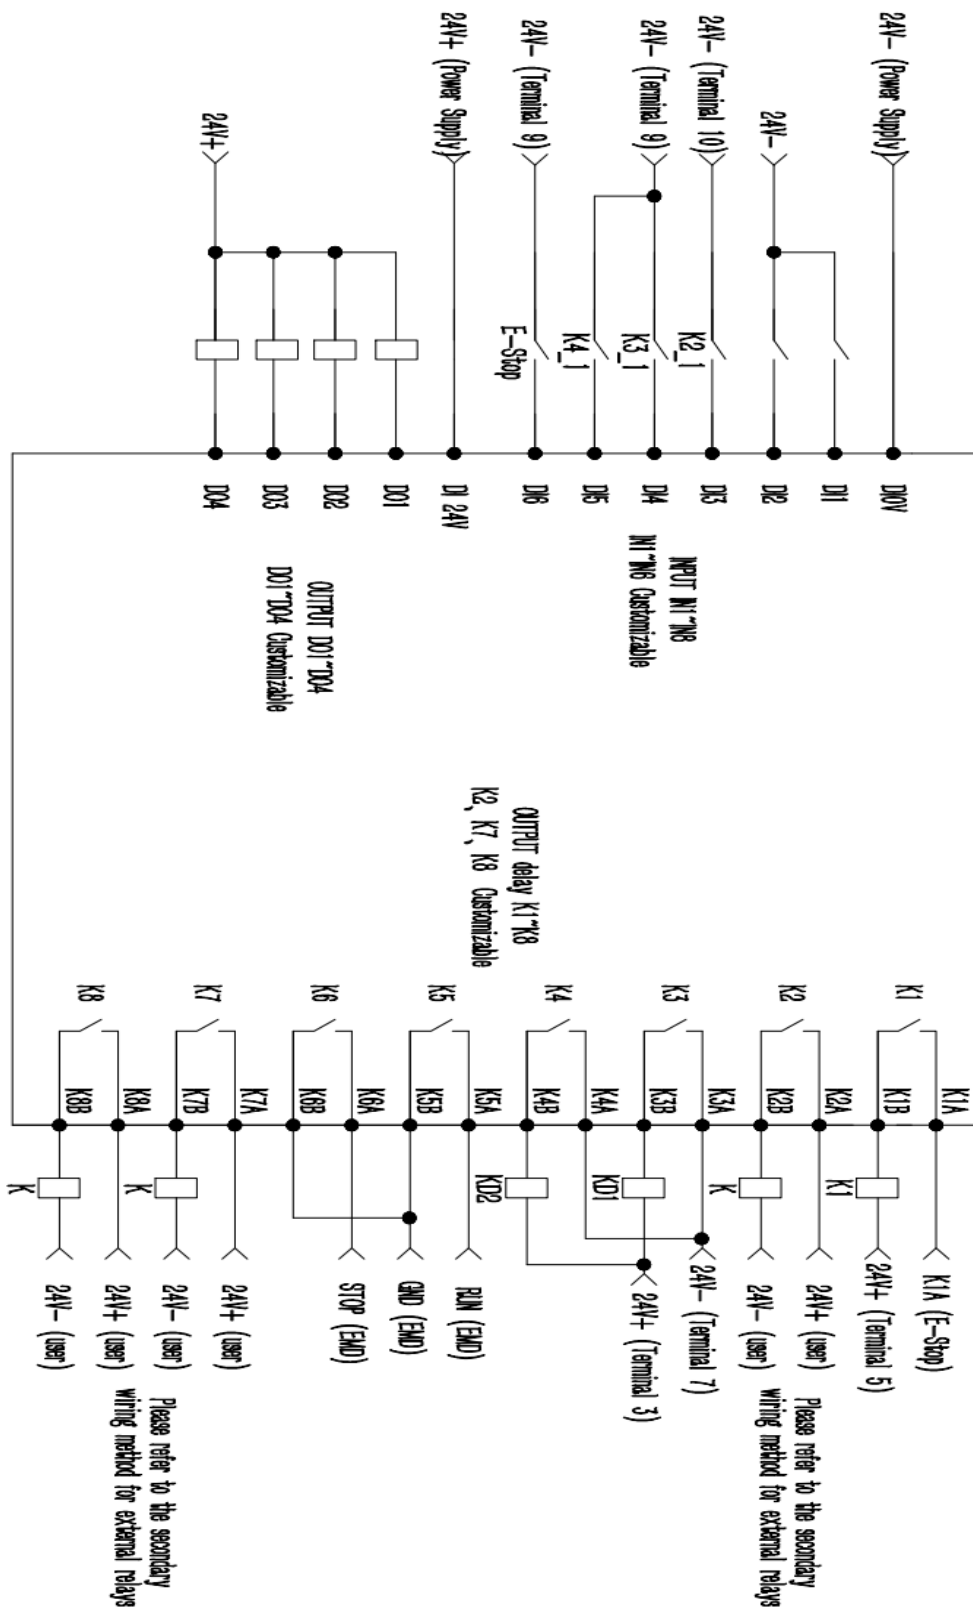 24V- (Power Supply)
24V-
24V- (Terminal 10)
24V- (Terminal 9)
24V- (Terminal 9)
24V+ (Power Supply)
24V+
K2_1
K3_1
K4_1
E-Stop
DI0V
DI1
DI2
DI3
DI4
DI5
DI6
DI 24V
DO1
DO2
DO3
DO4
INPUT IN1~IN8
IN1~IN6 Customizable
OUTPUT DO1~DO4
DO1~DO4 Customizable
OUTPUT delay K1~K8
K2、K7、K8 Customizable
K1
K2
K3
K4
K5
K6
K7
K8
K1A
K1B
K2A
K2B
K3A
K3B
K4A
K4B
K5A
K5B
K6A
K6B
K7A
K7B
K8A
K8B
K1
K
KD1
KD2
K
K
K1A (E-Stop)
24V+ (Terminal 5)
24V+ (user)
24V- (user)
24V- (Terminal 7)
24V+ (Terminal 3)
RUN (EMD)
GND (EMD)
STOP (EMD)
24V+ (user)
24V- (user)
24V+ (user)
24V- (user)
Please refer to the secondary
wiring method for external relays
Please refer to the secondary
wiring method for external relays